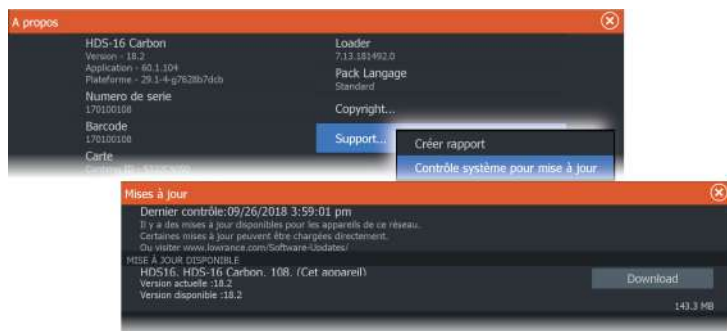 A propos
HDS-16 Carbon
Version - 18.2
Application - 60.1.104
Plateforme - 29.1-4-g7628b7dcb
Numero de serie
170100108
Barcode
170100108
Carte
Loader
7.13.181492.0
Pack Langage
Standard
Copyright...
Support...
Créer rapport
Contrôle système pour mise à jour
Mises à jour
Dernier contrôle:09/26/2018 3:59:01 pm
Il y a des mises à jour disponibles pour les appareils de ce réseau.
Certaines mises à jour peuvent être chargées directement.
Ou visiter www.lowrance.com/Software-Updates/
MISE À JOUR DISPONIBLE
HDS16, HDS-16 Carbon, 108, (Cet appareil)
Version actuelle :18.2
Version disponible :18.2
Download
143.3 MB